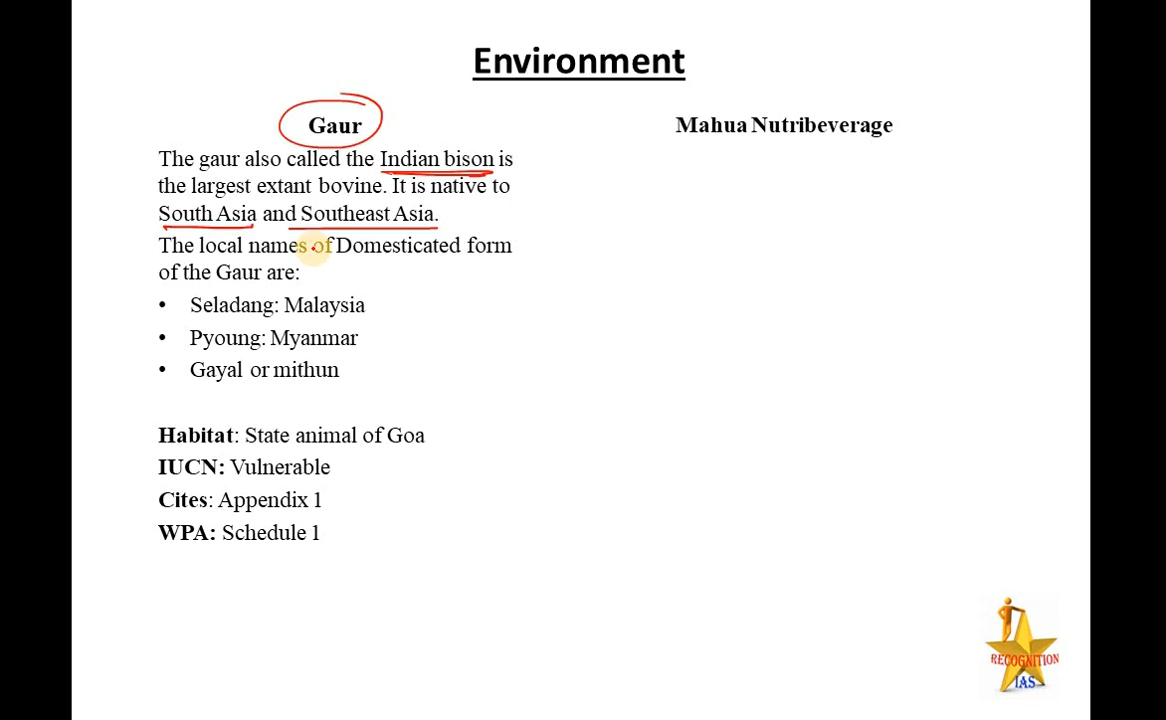 Environment
Gaur
The gaur also called the Indian bison is
the largest extant bovine. It is native to
South Asia and Southeast Asia.
The local names of Domesticated form
of the Gaur are:
• Seladang: Malaysia
• Pyoung: Myanmar
• Gayal or mithun
Habitat: State animal of Goa
IUCN: Vulnerable
Cites: Appendix 1
WPA: Schedule 1
Mahua Nutribeverage
RECOGNITION
IAS